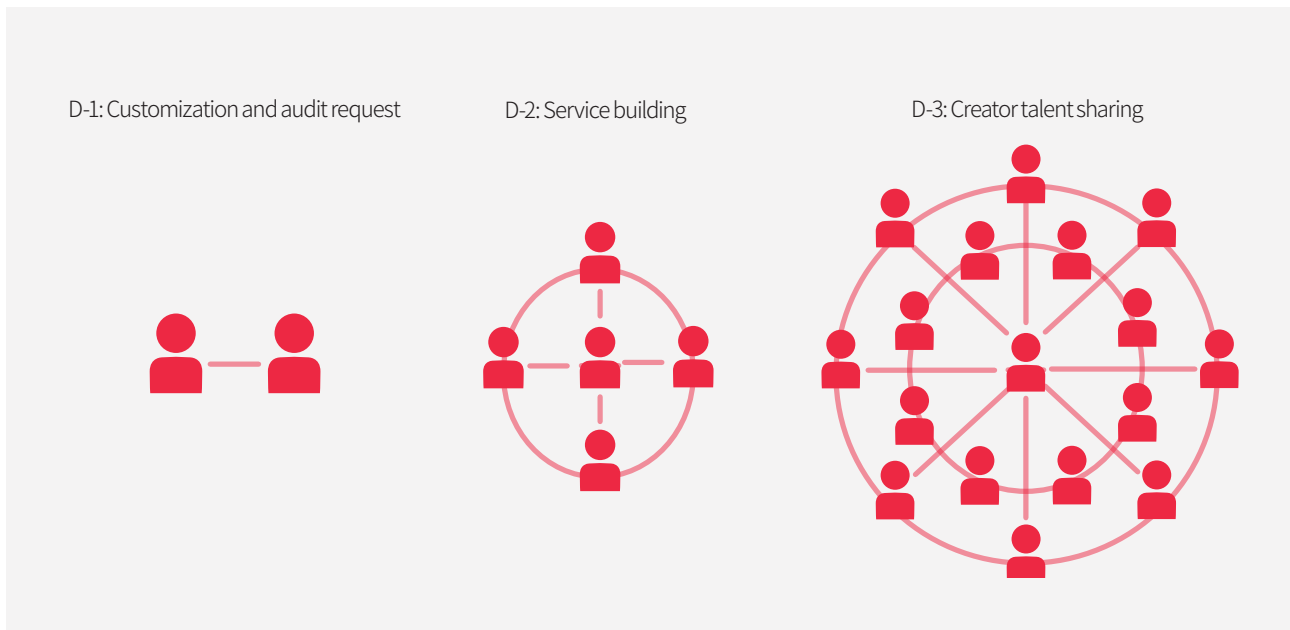 D-1: Customization and audit request
D-2: Service building
D-3: Creator talent sharing